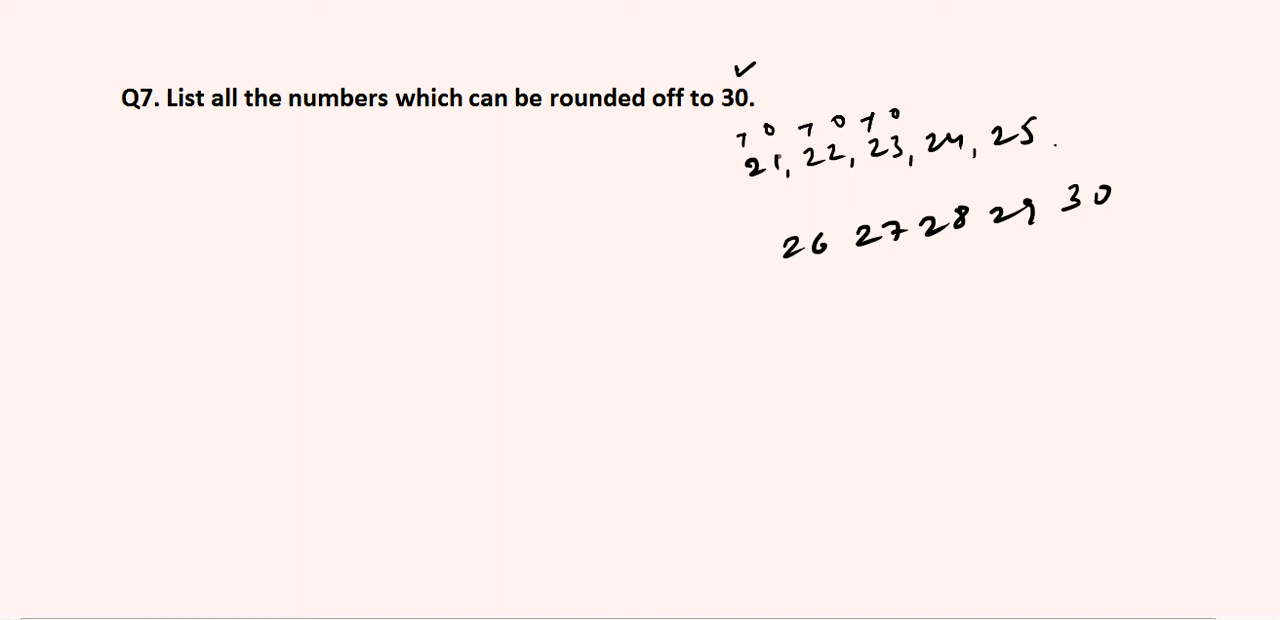 Q7. List all the numbers which can be rounded off to 30.
21, 22, 23, 24, 25.
26 27 28 29 30